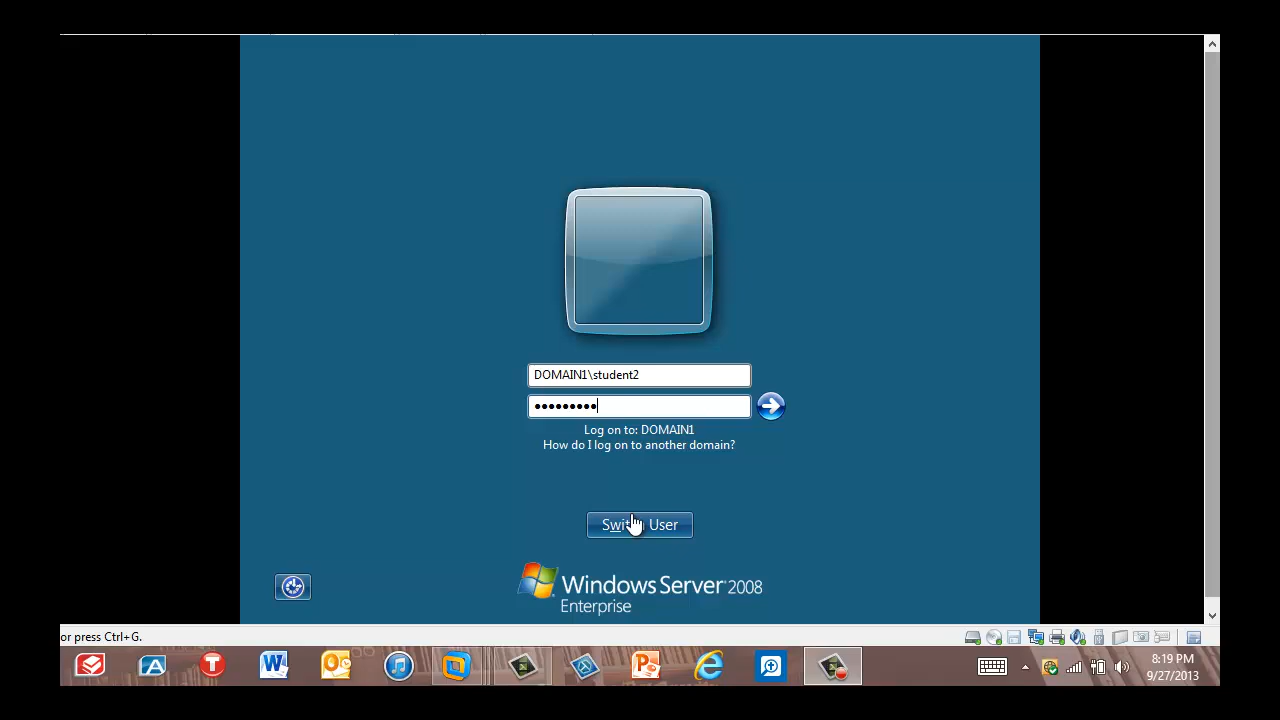 DOMAIN1\student2
•••••••••
Log on to: DOMAIN1
How do I log on to another domain?
Switch User
Windows Server 2008
Enterprise
or press Ctrl+G.
8:19 PM
9/27/2013